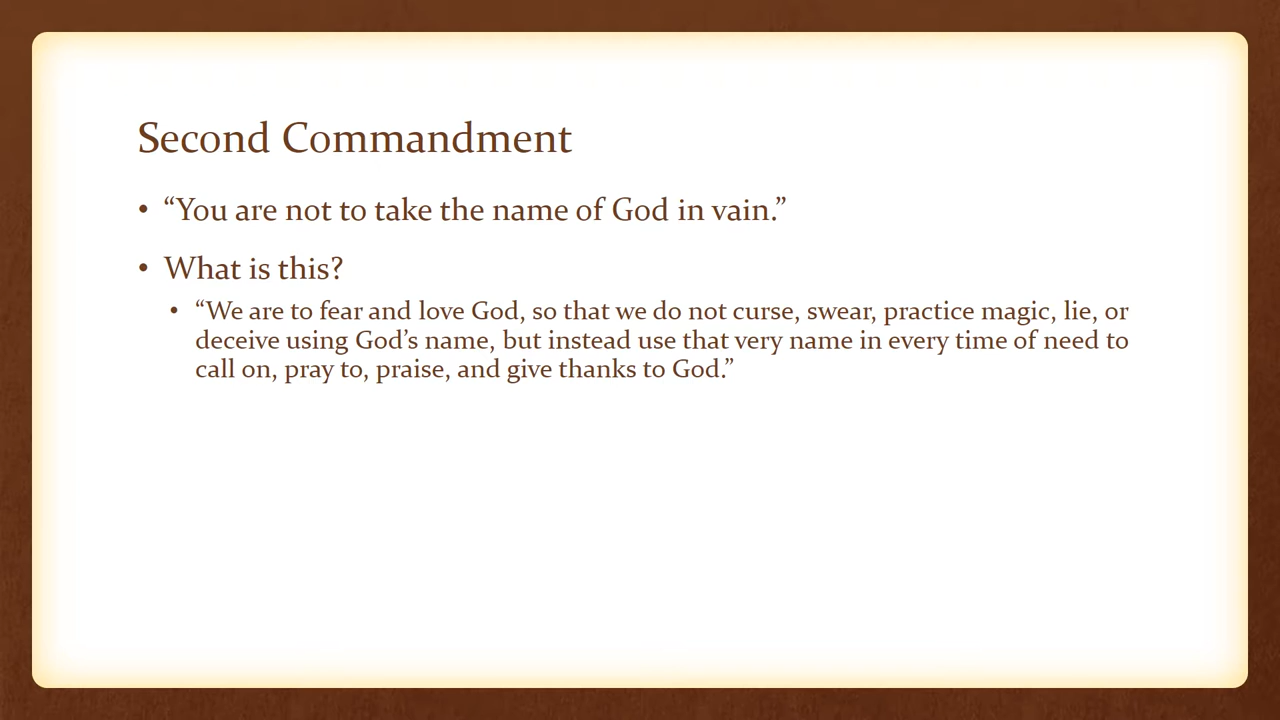 Second Commandment
• “You are not to take the name of God in vain.”
• What is this?
• “We are to fear and love God, so that we do not curse, swear, practice magic, lie, or
deceive using God’s name, but instead use that very name in every time of need to
call on, pray to, praise, and give thanks to God.”